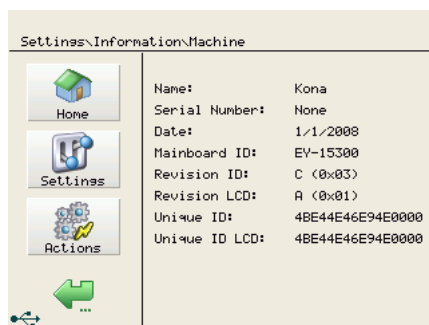 Settings\Information\Machine
Home
Settings
Actions
...
Name: Kona
Serial Number: None
Date: 1/1/2008
Mainboard ID: EY-15300
Revision ID: C (0x03)
Revision LCD: A (0x01)
Unique ID: 4BE44E46E94E0000
Unique ID LCD: 4BE44E46E94E0000